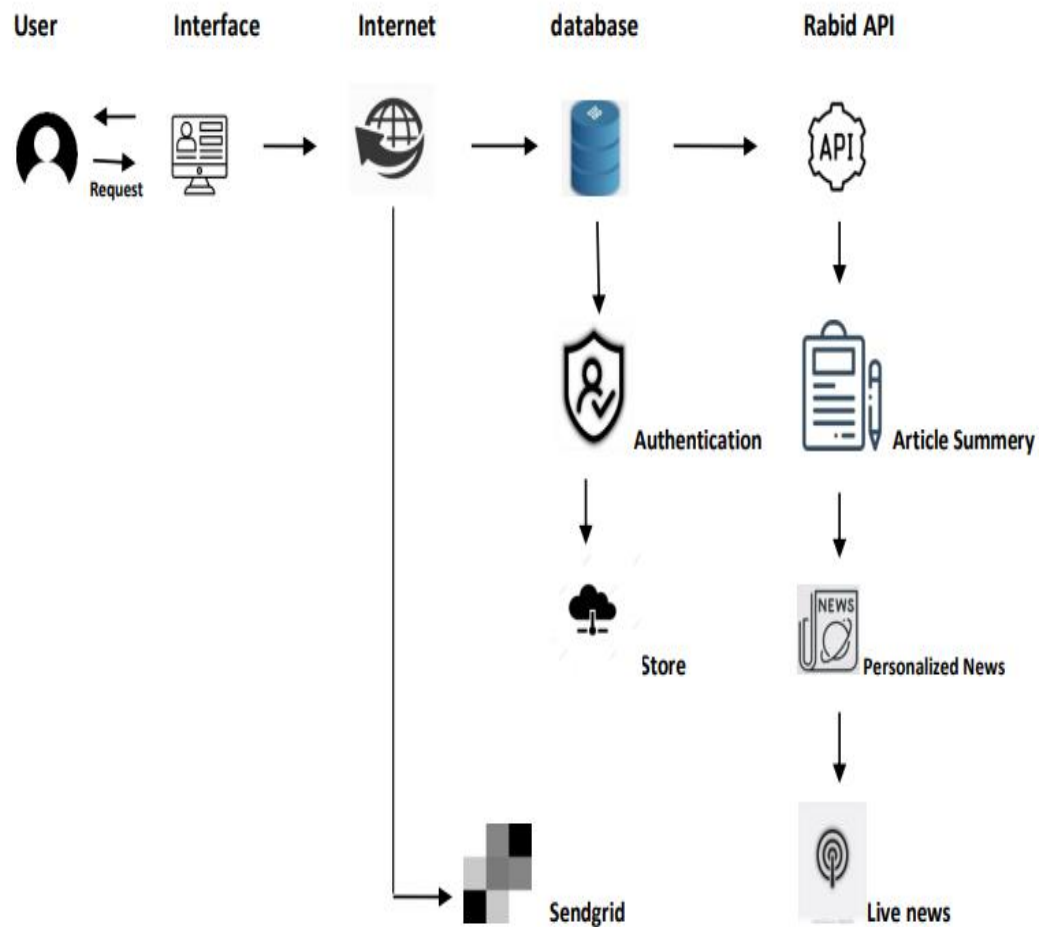 User
Interface
Internet
database
Rabid API
Request
API
Authentication
Article Summery
NEWS
Store
Personalized News
Sendgrid
Live news